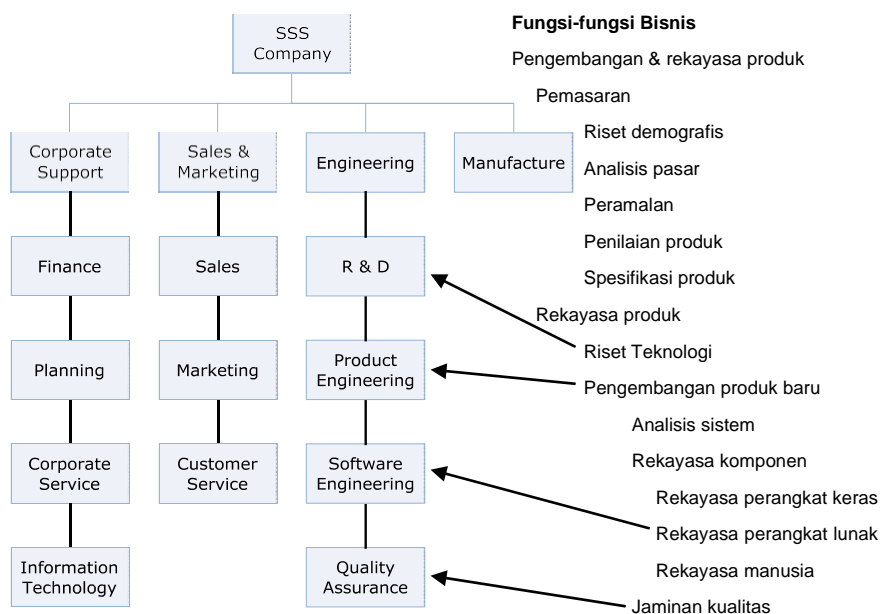 SSS
Company
Corporate
Support
Sales &
Marketing
Engineering
Manufacture
Finance
Sales
R & D
Planning
Marketing
Product
Engineering
Corporate
Service
Customer
Service
Software
Engineering
Information
Technology
Quality
Assurance
Fungsi-fungsi Bisnis
Pengembangan & rekayasa produk
Pemasaran
Riset demografis
Analisis pasar
Peramalan
Penilaian produk
Spesifikasi produk
Rekayasa produk
Riset Teknologi
Pengembangan produk baru
Analisis sistem
Rekayasa komponen
Rekayasa perangkat keras
Rekayasa perangkat lunak
Rekayasa manusia
Jaminan kualitas